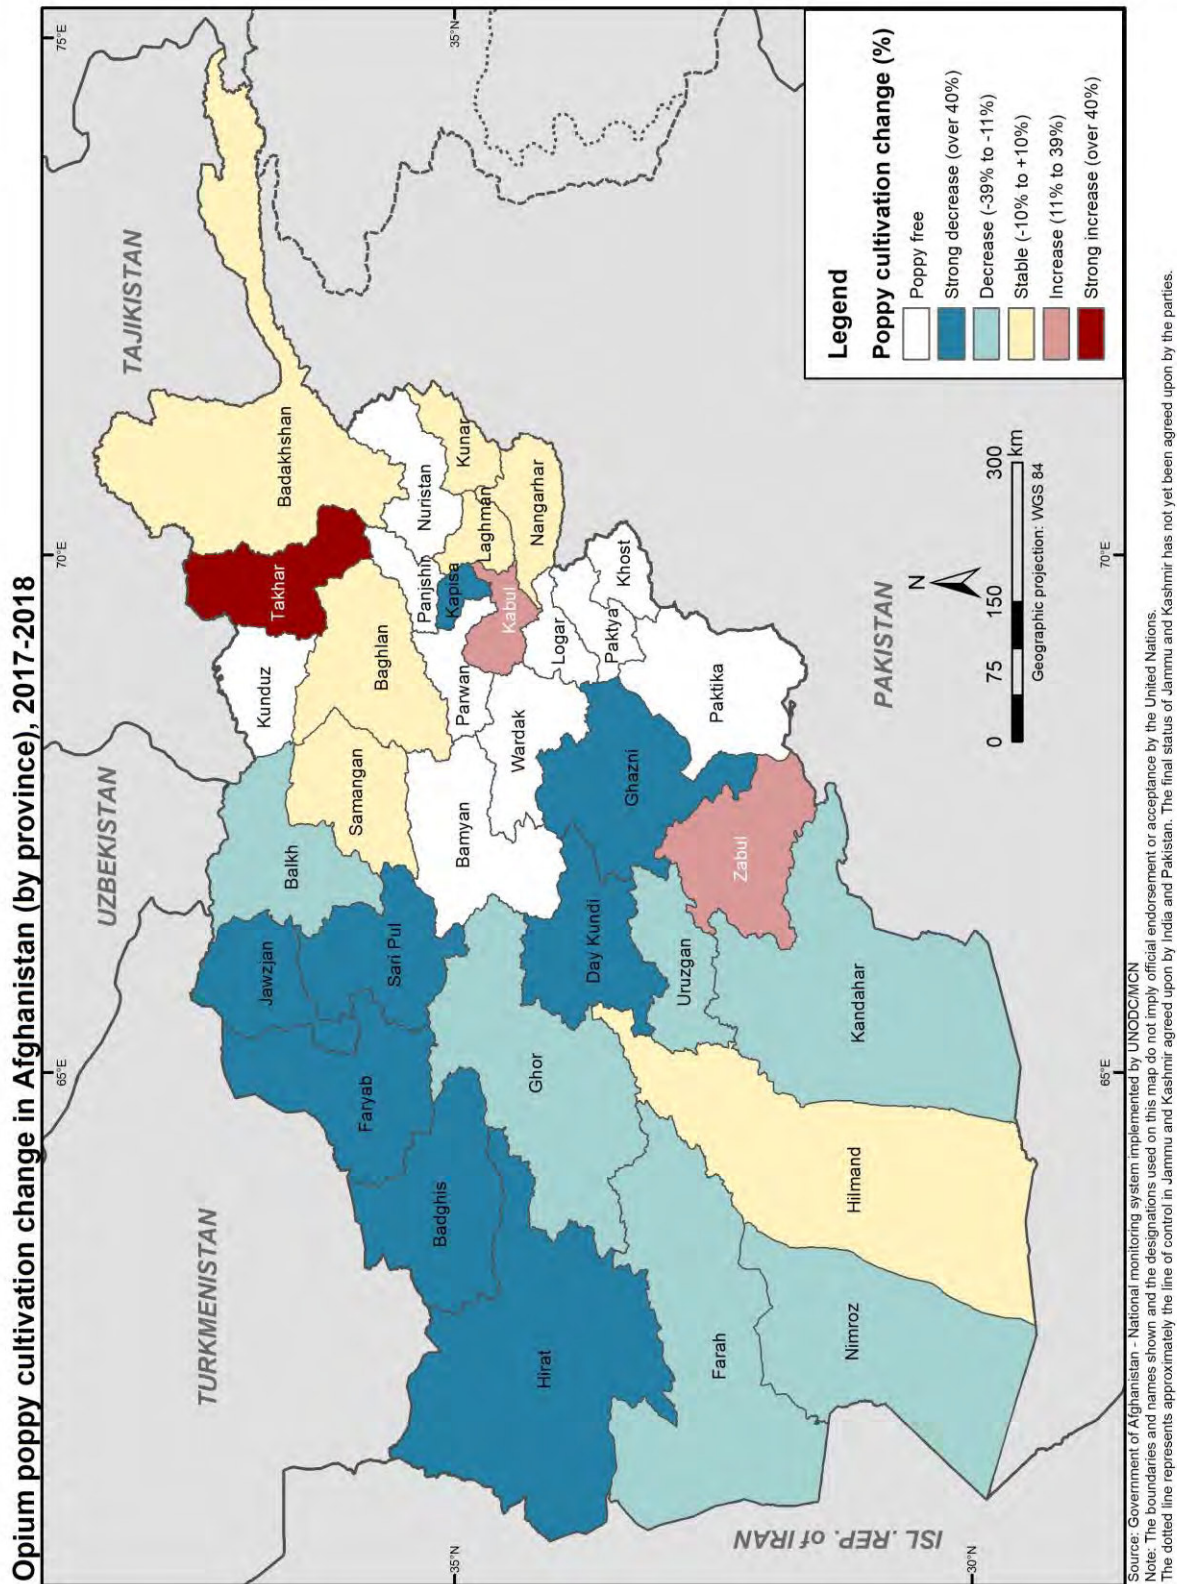 Opium poppy cultivation change in Afghanistan (by province), 2017-2018
65°E
70°E
75°E
UZBEKISTAN
TAJIKISTAN
TURKMENISTAN
Takhar
Badakhshan
Kunduz
Balkh
Jawzjan
Samangan
Baghlan
Sari Pul
Faryab
Badghis
35°N
35°N
Nuristan
Kunar
Panjshir
Kapisa
Laghman
Parwan
Kabul
Nangarhar
Bamyan
Wardak
Logar
Ghor
Hirat
Day Kundi
Ghazni
Paktya
Khost
Uruzgan
Paktika
Zabul
Farah
Hilmand
Kandahar
Nimroz
ISL. REP. of IRAN
PAKISTAN
30°N
65°E
70°E
N
0 75 150 300
km
Geographic projection: WGS 84
Legend
Poppy cultivation change (%)
Poppy free
Strong decrease (over 40%)
Decrease (-39% to -11%)
Stable (-10% to +10%)
Increase (11% to 39%)
Strong increase (over 40%)
Source: Government of Afghanistan - National monitoring system implemented by UNODC/MCN
Note: The boundaries and names shown and the designations used on this map do not imply official endorsement or acceptance by the United Nations.
The dotted line represents approximately the line of control in Jammu and Kashmir agreed upon by India and Pakistan. The final status of Jammu and Kashmir has not yet been agreed upon by the parties.